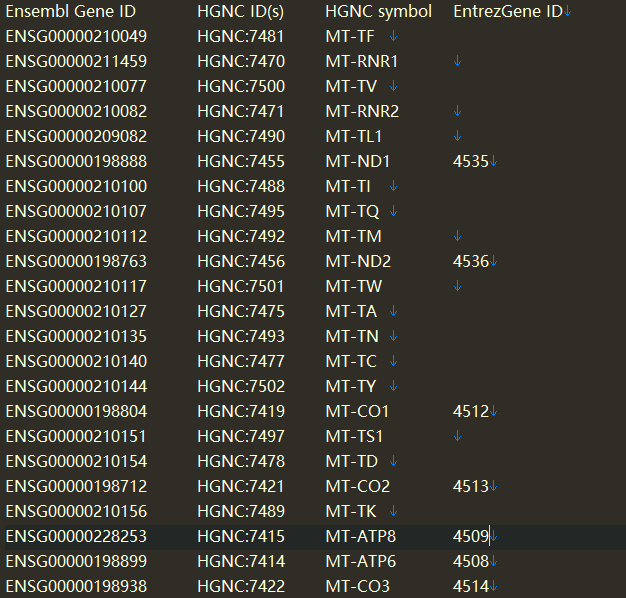 Ensembl Gene ID HGNC ID(s) HGNC symbol EntrezGene ID↓
ENSG00000210049 HGNC:7481 MT-TF ↓
ENSG00000211459 HGNC:7470 MT-RNR1 ↓
ENSG00000210077 HGNC:7500 MT-TV ↓
ENSG00000210082 HGNC:7471 MT-RNR2 ↓
ENSG00000209082 HGNC:7490 MT-TL1 ↓
ENSG00000198888 HGNC:7455 MT-ND1 4535↓
ENSG00000210100 HGNC:7488 MT-TI ↓
ENSG00000210107 HGNC:7495 MT-TQ ↓
ENSG00000210112 HGNC:7492 MT-TM ↓
ENSG00000198763 HGNC:7456 MT-ND2 4536↓
ENSG00000210117 HGNC:7501 MT-TW ↓
ENSG00000210127 HGNC:7475 MT-TA ↓
ENSG00000210135 HGNC:7493 MT-TN ↓
ENSG00000210140 HGNC:7477 MT-TC ↓
ENSG00000210144 HGNC:7502 MT-TY ↓
ENSG00000198804 HGNC:7419 MT-CO1 4512↓
ENSG00000210151 HGNC:7497 MT-TS1 ↓
ENSG00000210154 HGNC:7478 MT-TD ↓
ENSG00000198712 HGNC:7421 MT-CO2 4513↓
ENSG00000210156 HGNC:7489 MT-TK ↓
ENSG00000228253 HGNC:7415 MT-ATP8 4509↓
ENSG00000198899 HGNC:7414 MT-ATP6 4508↓
ENSG00000198938 HGNC:7422 MT-CO3 4514↓